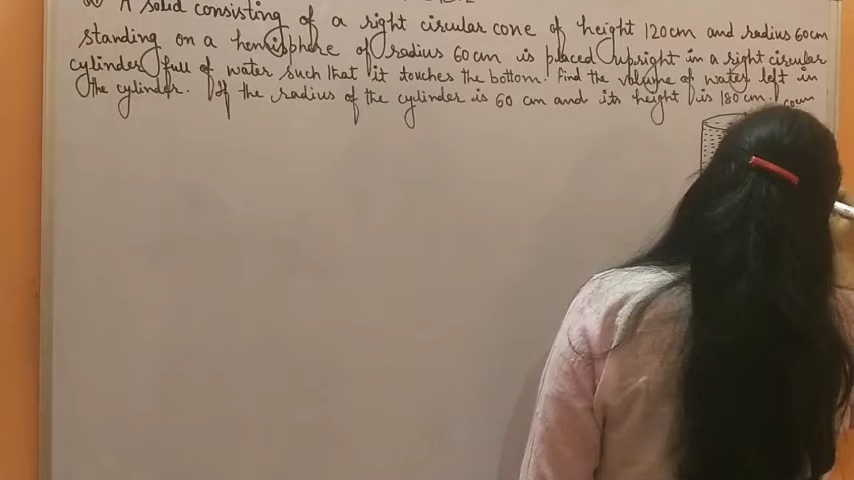 A solid consisting of a right circular cone of height 120cm and radius 60cm
standing on a hemisphere of radius 60cm is placed upright in a right circular
cylinder full of water such that it touches the bottom. Find the volume of water left in
the cylinder. If the radius of the cylinder is 60 cm and its height is 180 cm.
60cm